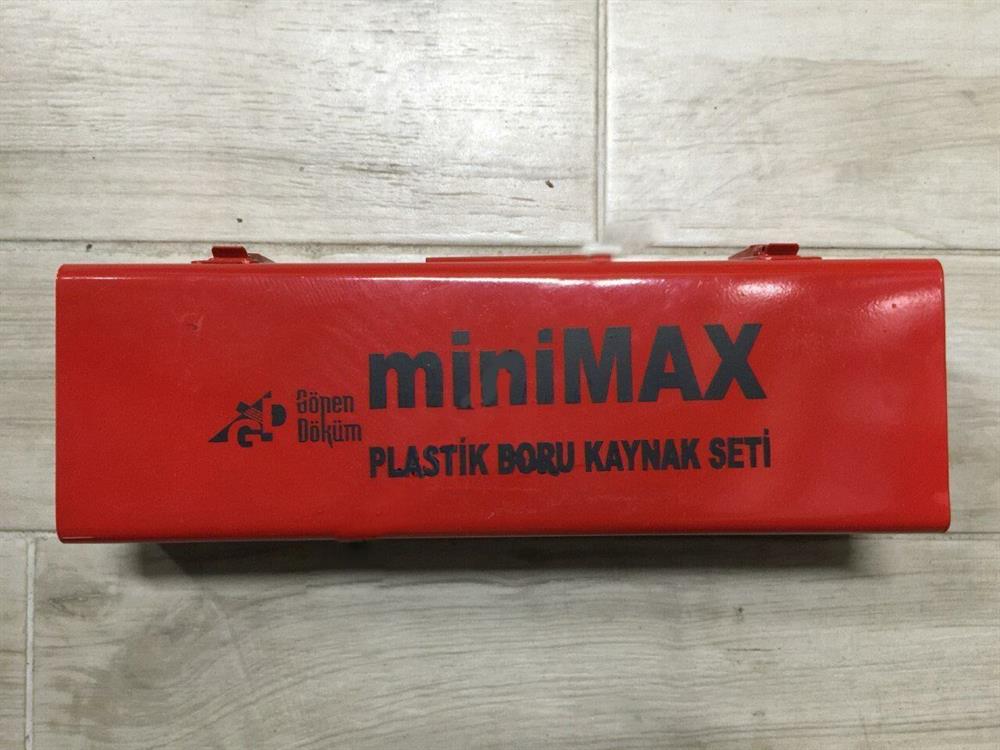 Gönen
Döküm
miniMAX
PLASTİK BORU KAYNAK SETİ